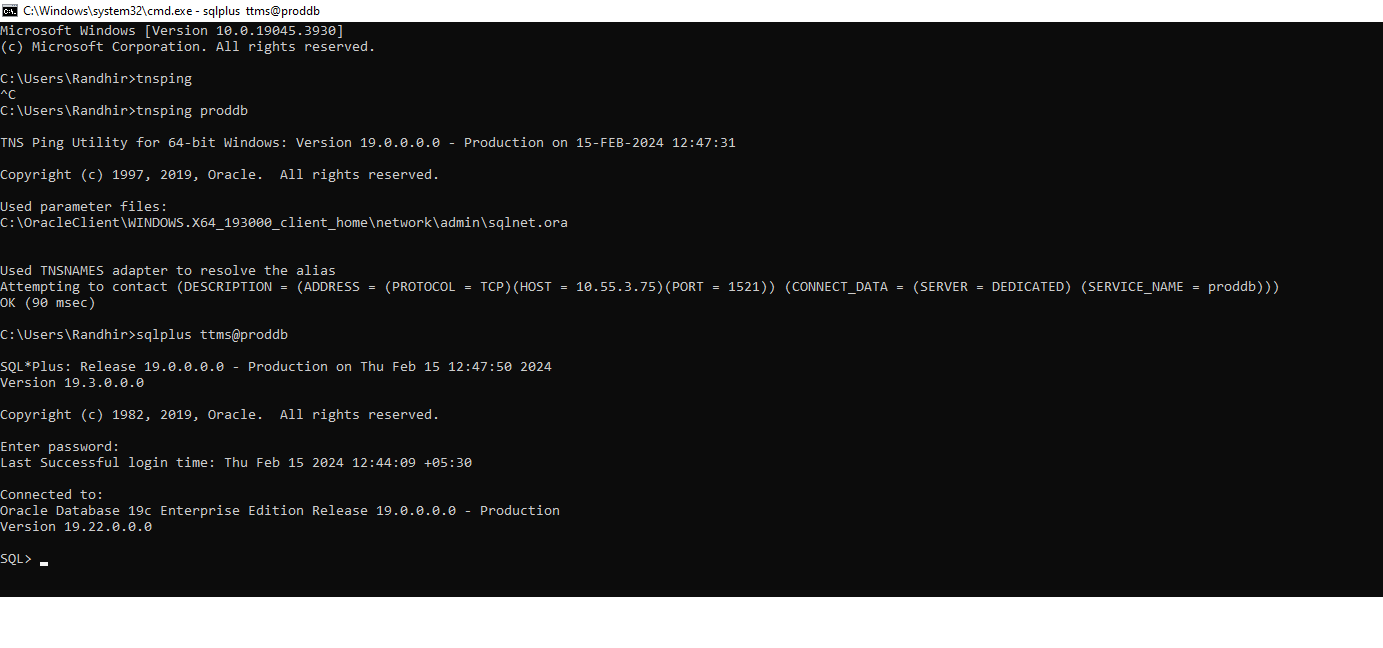 C:\Windows\system32\cmd.exe - sqlplus ttms@proddb
Microsoft Windows [Version 10.0.19045.3930]
(c) Microsoft Corporation. All rights reserved.
C:\Users\Randhir>tnsping
^C
C:\Users\Randhir>tnsping proddb
TNS Ping Utility for 64-bit Windows: Version 19.0.0.0.0 - Production on 15-FEB-2024 12:47:31
Copyright (c) 1997, 2019, Oracle.  All rights reserved.
Used parameter files:
C:\OracleClient\WINDOWS.X64_193000_client_home\network\admin\sqlnet.ora
Used TNSNAMES adapter to resolve the alias
Attempting to contact (DESCRIPTION = (ADDRESS = (PROTOCOL = TCP)(HOST = 10.55.3.75)(PORT = 1521)) (CONNECT_DATA = (SERVER = DEDICATED) (SERVICE_NAME = proddb)))
OK (90 msec)
C:\Users\Randhir>sqlplus ttms@proddb
SQL*Plus: Release 19.0.0.0.0 - Production on Thu Feb 15 12:47:50 2024
Version 19.3.0.0.0
Copyright (c) 1982, 2019, Oracle.  All rights reserved.
Enter password:
Last Successful login time: Thu Feb 15 2024 12:44:09 +05:30
Connected to:
Oracle Database 19c Enterprise Edition Release 19.0.0.0.0 - Production
Version 19.22.0.0.0
SQL>